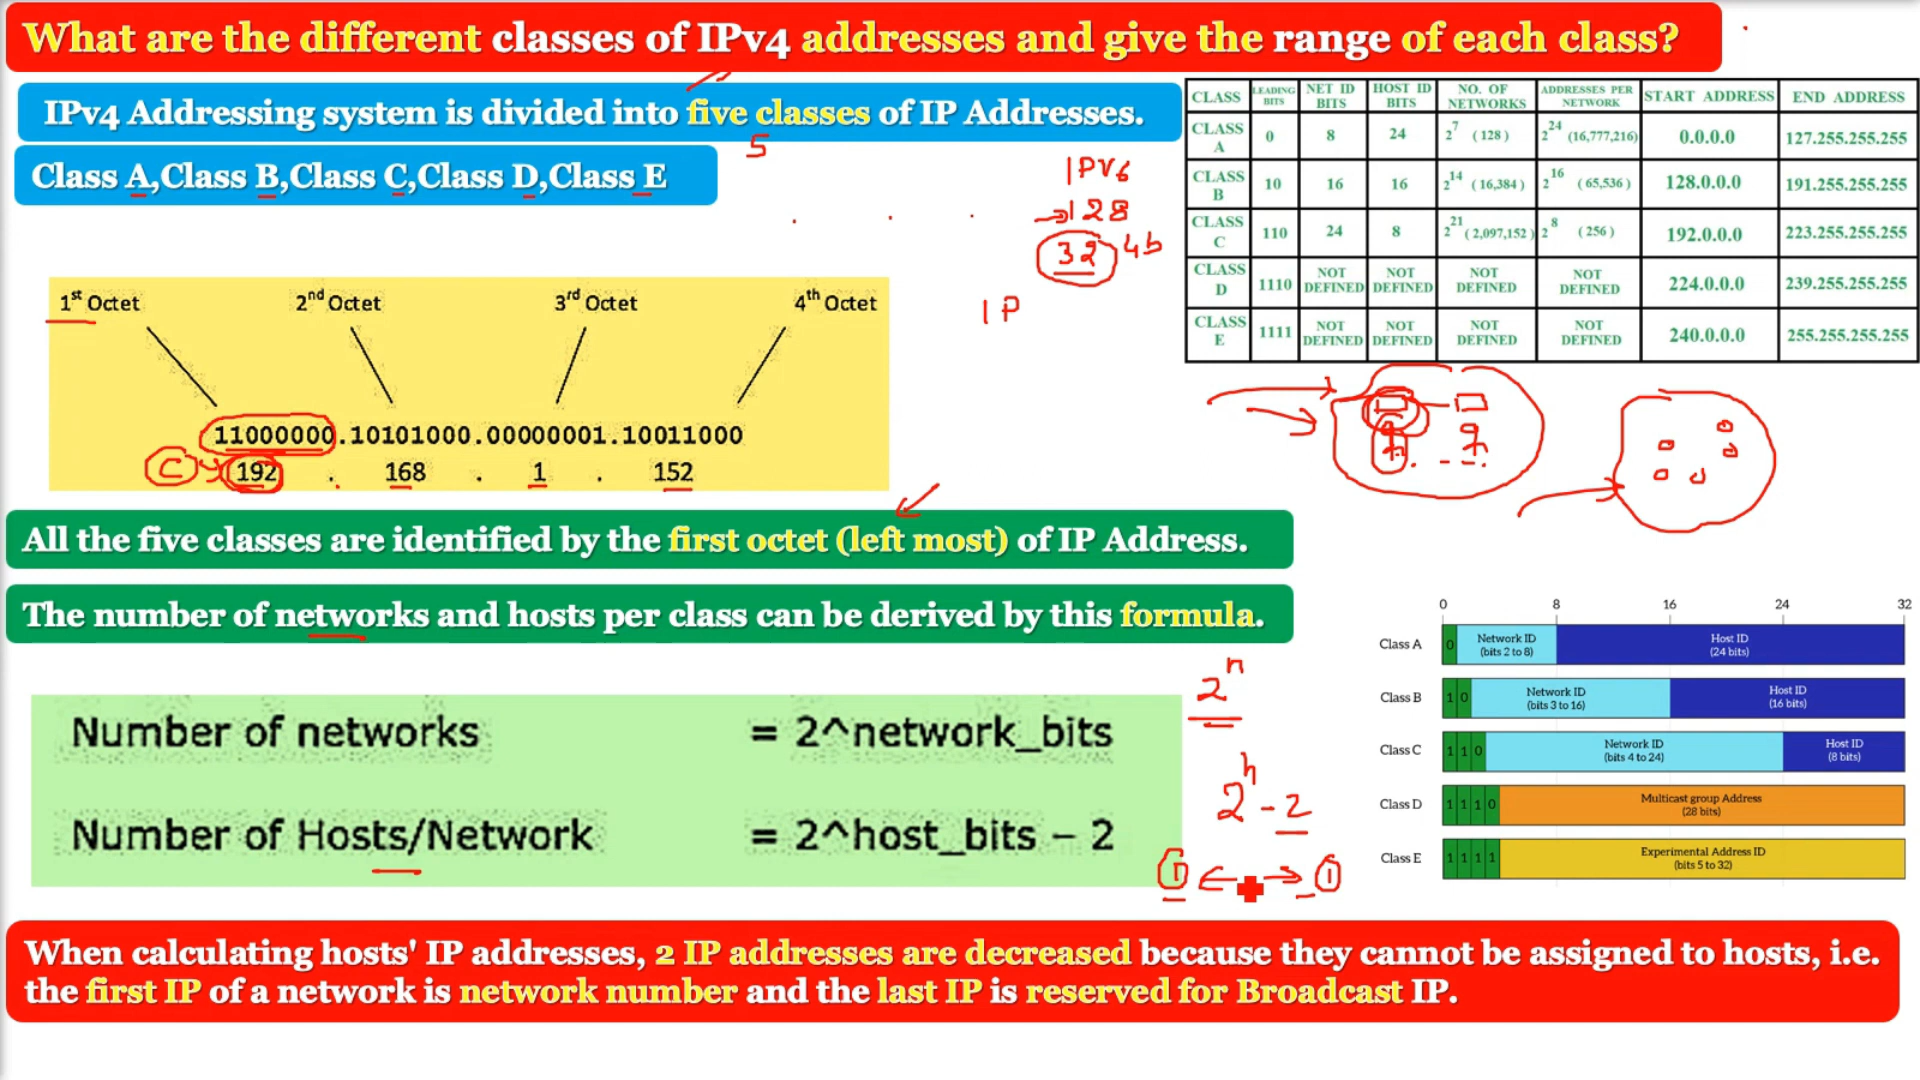 What are the different classes of IPv4 addresses and give the range of each class?
IPv4 Addressing system is divided into five classes of IP Addresses.
5
Class A,Class B,Class C,Class D,Class E
IPV6
128
32 4b
IP
CLASS LEADING BITS NET ID BITS HOST ID BITS NO. OF NETWORKS ADDRESSES PER NETWORK START ADDRESS END ADDRESS
CLASS A 0 8 24 2^7 (128) 2^24 (16,777,216) 0.0.0.0 127.255.255.255
CLASS B 10 16 16 2^14 (16,384) 2^16 (65,536) 128.0.0.0 191.255.255.255
CLASS C 110 24 8 2^21 (2,097,152) 2^8 (256) 192.0.0.0 223.255.255.255
CLASS D 1110 NOT DEFINED NOT DEFINED NOT DEFINED NOT DEFINED 224.0.0.0 239.255.255.255
CLASS E 1111 NOT DEFINED NOT DEFINED NOT DEFINED NOT DEFINED 240.0.0.0 255.255.255.255
1st Octet 2nd Octet 3rd Octet 4th Octet
11000000.10101000.00000001.10011000
C 192 . 168 . 1 . 152
All the five classes are identified by the first octet (left most) of IP Address.
The number of networks and hosts per class can be derived by this formula.
Number of networks = 2^network_bits
Number of Hosts/Network = 2^host_bits – 2
2^n
2^h - 2
0 8 16 24 32
Class A 0 Network ID (bits 2 to 8) Host ID (24 bits)
Class B 1 0 Network ID (bits 3 to 16) Host ID (16 bits)
Class C 1 1 0 Network ID (bits 4 to 24) Host ID (8 bits)
Class D 1 1 1 0 Multicast group Address (28 bits)
Class E 1 1 1 1 Experimental Address ID (bits 5 to 32)
When calculating hosts' IP addresses, 2 IP addresses are decreased because they cannot be assigned to hosts, i.e.
the first IP of a network is network number and the last IP is reserved for Broadcast IP.